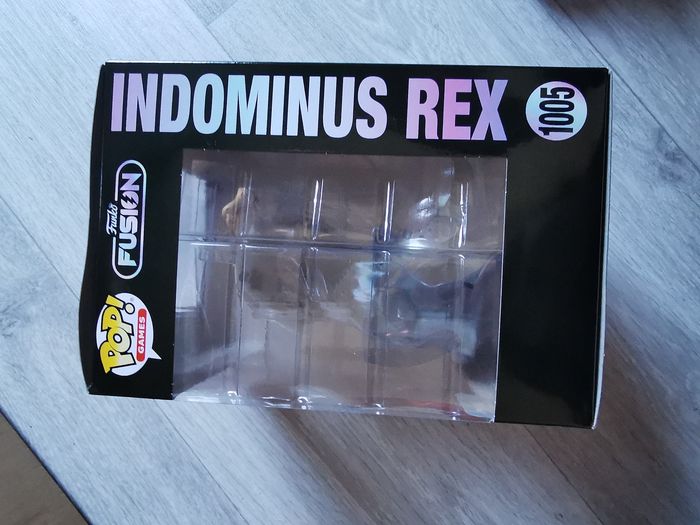 INDOMINUS REX
1005
Funko
FUSION
POP!
GAMES